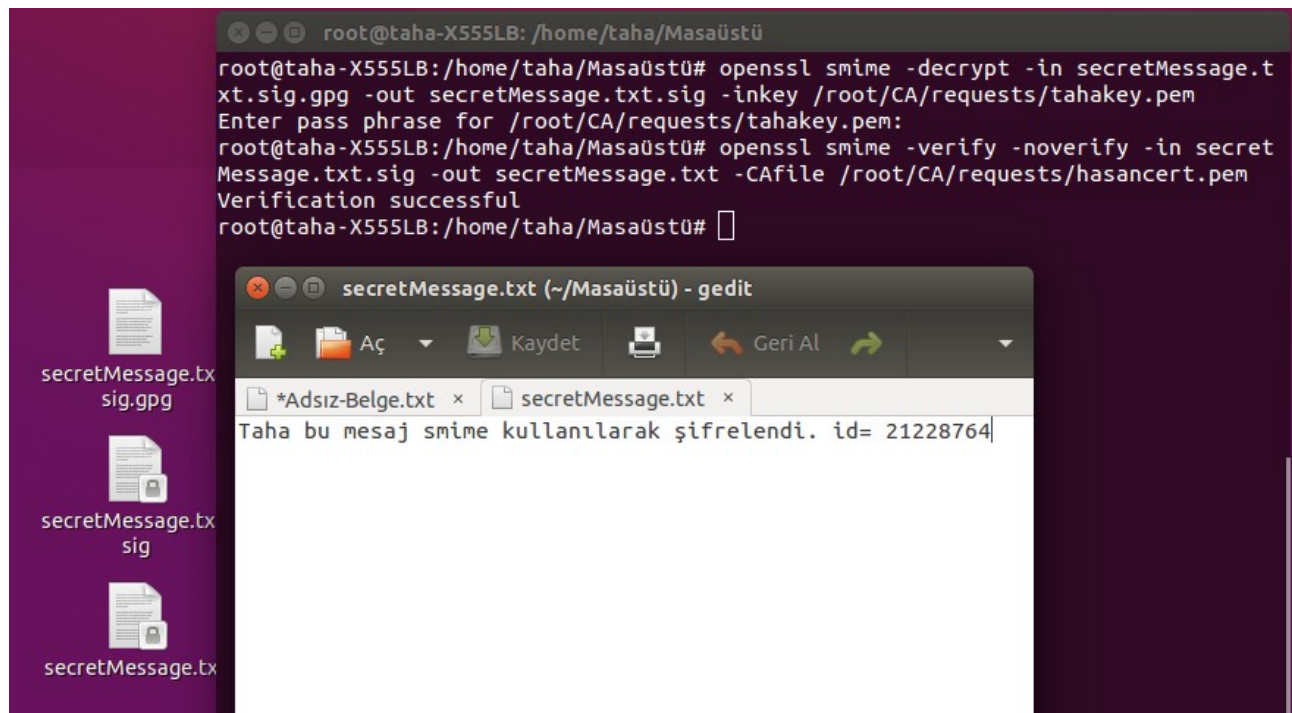 root@taha-X555LB: /home/taha/Masaüstü
root@taha-X555LB:/home/taha/Masaüstü# openssl smime -decrypt -in secretMessage.t
xt.sig.gpg -out secretMessage.txt.sig -inkey /root/CA/requests/tahakey.pem
Enter pass phrase for /root/CA/requests/tahakey.pem:
root@taha-X555LB:/home/taha/Masaüstü# openssl smime -verify -noverify -in secret
Message.txt.sig -out secretMessage.txt -CAfile /root/CA/requests/hasancert.pem
Verification successful
root@taha-X555LB:/home/taha/Masaüstü#
secretMessage.txt (~/Masaüstü) - gedit
Aç Kaydet Geri Al
*Adsız-Belge.txt × secretMessage.txt ×
Taha bu mesaj smime kullanılarak şifrelendi. id= 21228764
secretMessage.tx
sig.gpg
secretMessage.tx
sig
secretMessage.tx